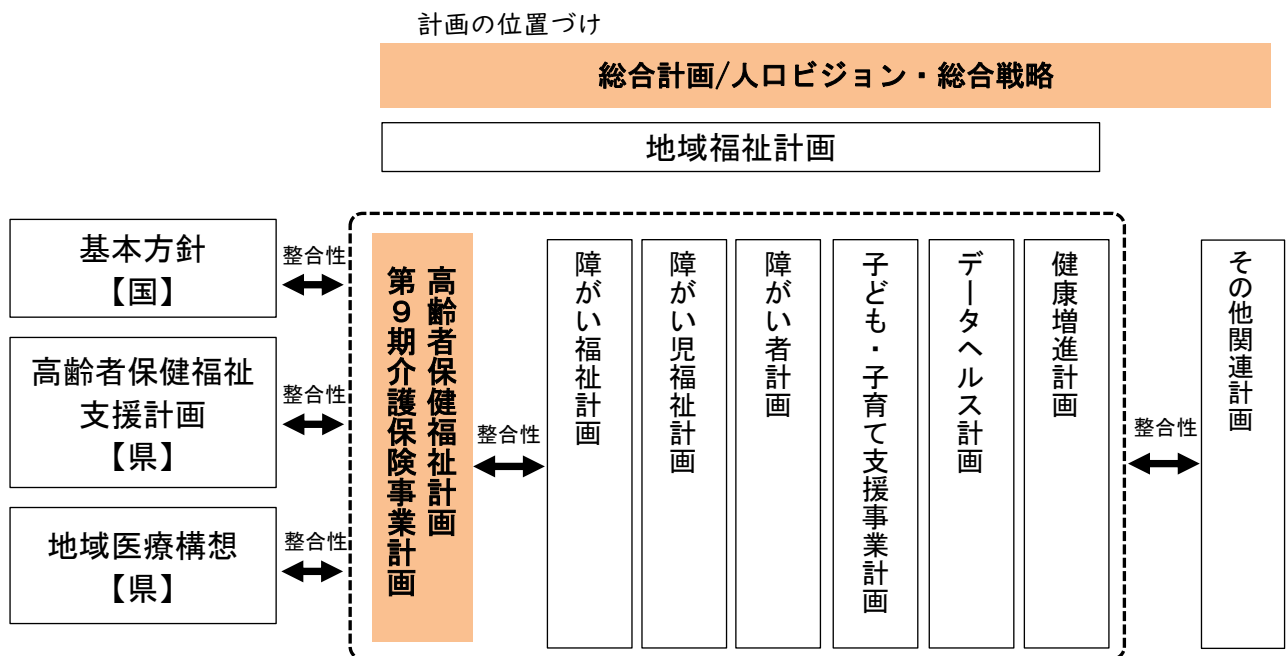 計画の位置づけ
総合計画/人口ビジョン・総合戦略
地域福祉計画
基本方針
【国】
整合性
高齢者保健福祉
支援計画
【県】
整合性
地域医療構想
【県】
整合性
高齢者保健福祉計画
第９期介護保険事業計画
整合性
障がい福祉計画
障がい児福祉計画
障がい者計画
子ども・子育て支援事業計画
データヘルス計画
健康増進計画
整合性
その他関連計画